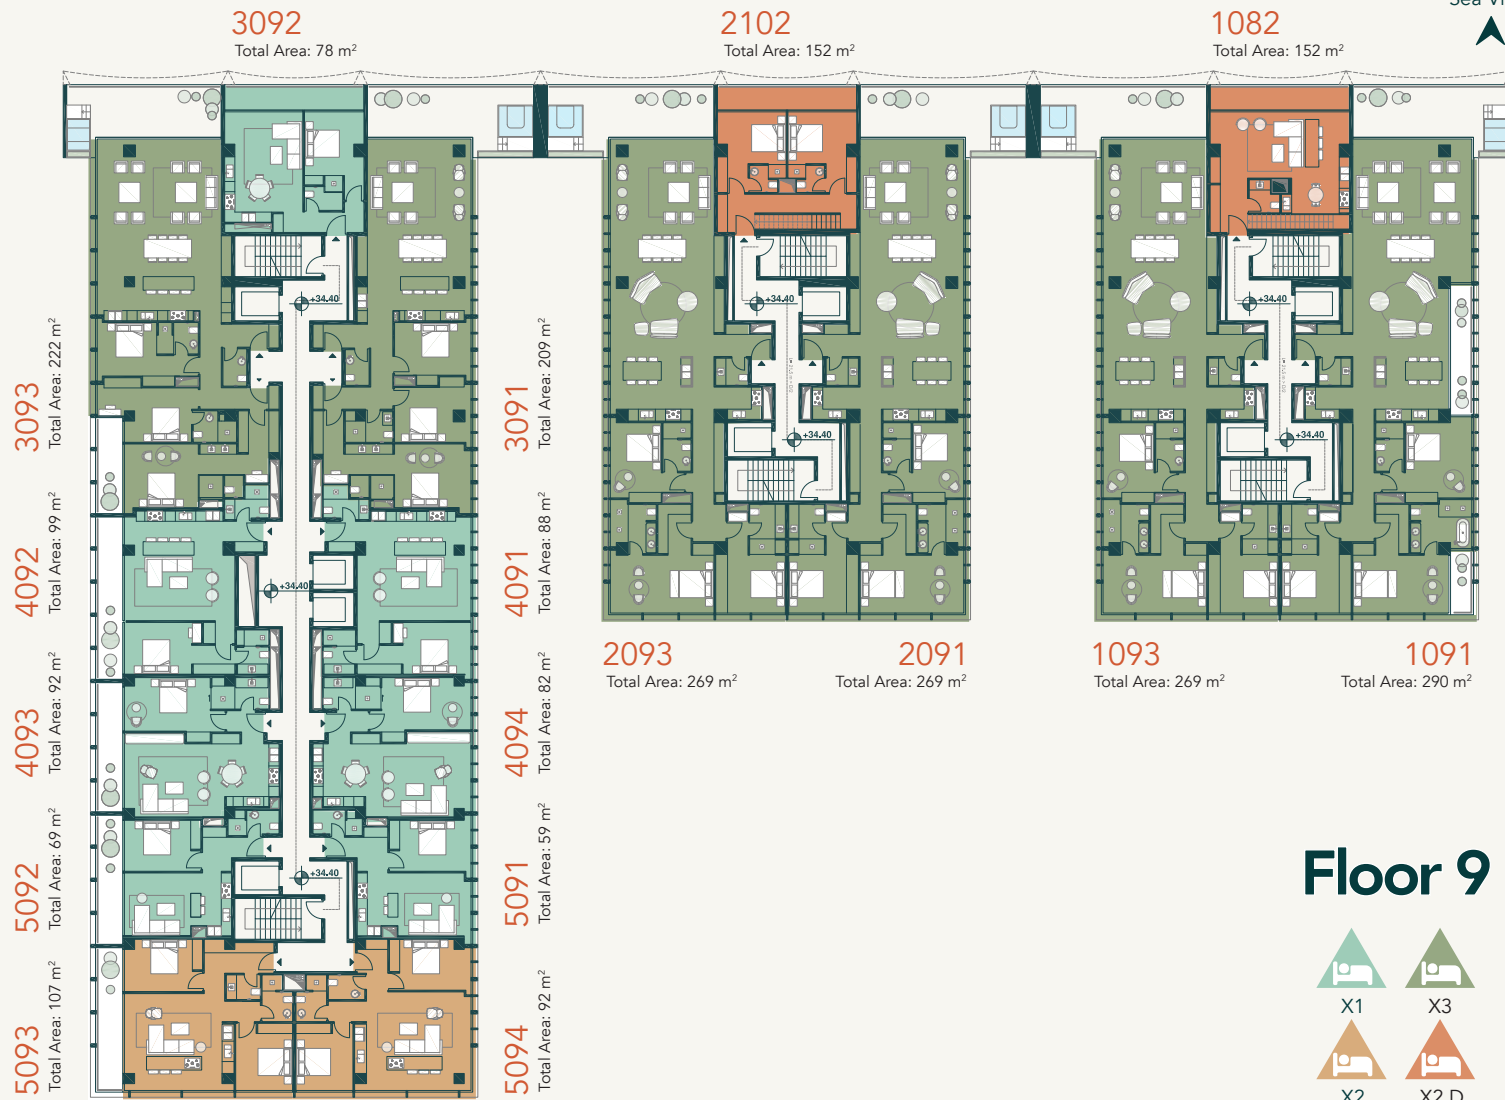 Sea Vi
3092
Total Area: 78 m²
2102
Total Area: 152 m²
1082
Total Area: 152 m²
+34.40
+34.40
+34.40
3093
Total Area: 222 m²
3091
Total Area: 209 m²
+34.40
+34.40
4092
Total Area: 99 m²
4091
Total Area: 88 m²
+34.40
2093
Total Area: 269 m²
2091
Total Area: 269 m²
1093
Total Area: 269 m²
1091
Total Area: 290 m²
4093
Total Area: 92 m²
4094
Total Area: 82 m²
5092
Total Area: 69 m²
5091
Total Area: 59 m²
+34.40
Floor 9
5093
Total Area: 107 m²
5094
Total Area: 92 m²
X1
X3
X2
X2 D